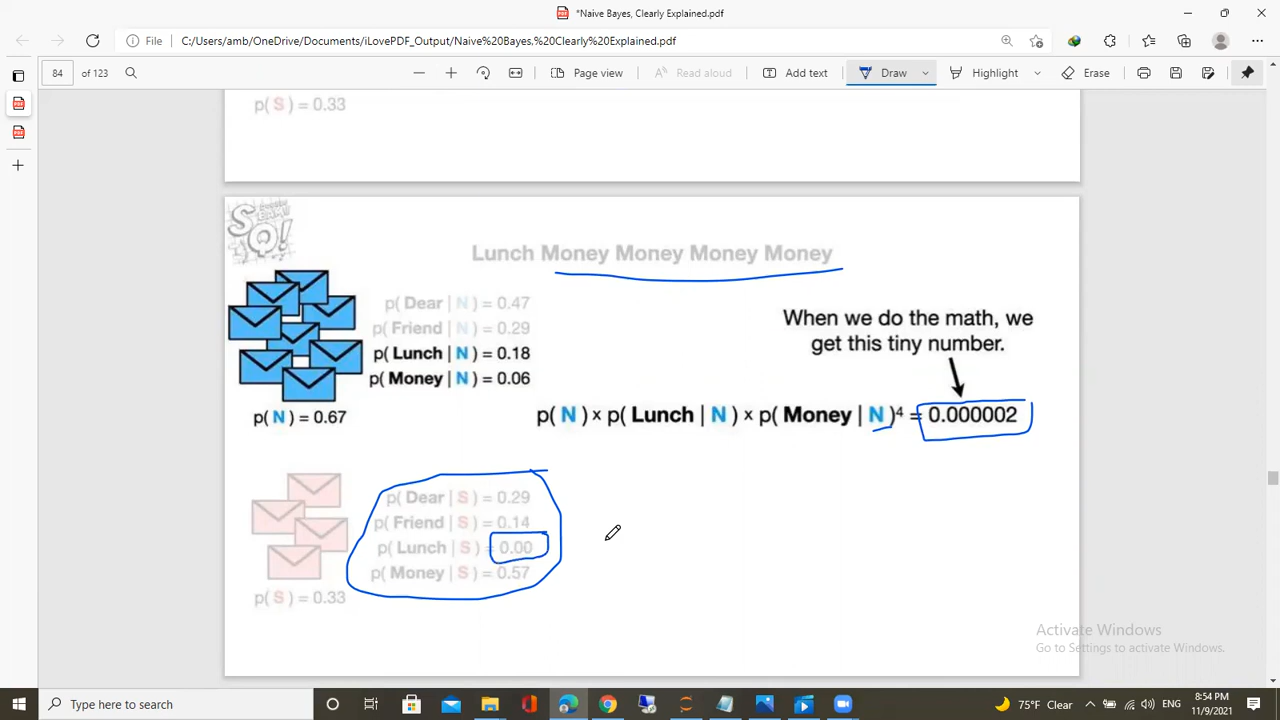 *Naive Bayes, Clearly Explained.pdf
File C:/Users/amb/OneDrive/Documents/iLovePDF_Output/Naive%20Bayes,%20Clearly%20Explained.pdf
84 of 123 Page view Read aloud Add text Draw Highlight Erase
p( S ) = 0.33
Lunch Money Money Money Money
p( Dear | N ) = 0.47
p( Friend | N ) = 0.29
p( Lunch | N ) = 0.18
p( Money | N ) = 0.06
p( N ) = 0.67
When we do the math, we
get this tiny number.
p( N ) × p( Lunch | N ) × p( Money | N )⁴ = 0.000002
p( Dear | S ) = 0.29
p( Friend | S ) = 0.14
p( Lunch | S ) = 0.00
p( Money | S ) = 0.57
p( S ) = 0.33
Activate Windows
Go to Settings to activate Windows.
Type here to search
75°F Clear
8:54 PM
11/9/2021